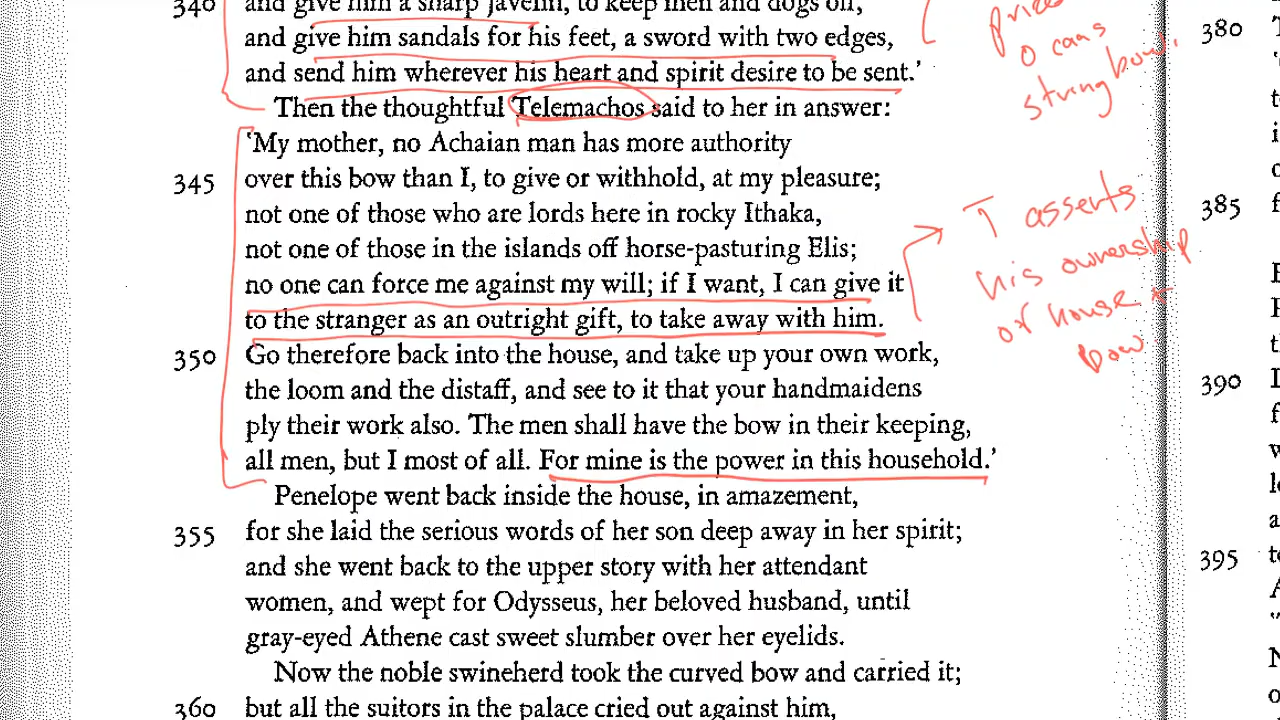 340 and give him a sharp javelin, to keep men and dogs off,
and give him sandals for his feet, a sword with two edges,
and send him wherever his heart and spirit desire to be sent.'
Then the thoughtful Telemachos said to her in answer:
'My mother, no Achaian man has more authority
345 over this bow than I, to give or withhold, at my pleasure;
not one of those who are lords here in rocky Ithaka,
not one of those in the islands off horse-pasturing Elis;
no one can force me against my will; if I want, I can give it
to the stranger as an outright gift, to take away with him.
350 Go therefore back into the house, and take up your own work,
the loom and the distaff, and see to it that your handmaidens
ply their work also. The men shall have the bow in their keeping,
all men, but I most of all. For mine is the power in this household.'
Penelope went back inside the house, in amazement,
355 for she laid the serious words of her son deep away in her spirit;
and she went back to the upper story with her attendant
women, and wept for Odysseus, her beloved husband, until
gray-eyed Athene cast sweet slumber over her eyelids.
Now the noble swineherd took the curved bow and carried it;
360 but all the suitors in the palace cried out against him,
O can
string bow.
T asserts
his ownership
of house +
bow
380
385
390
395